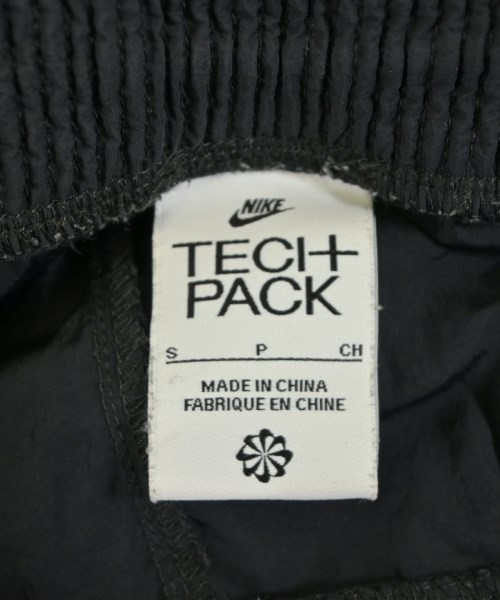 NIKE
TECH
PACK
S P CH
MADE IN CHINA
FABRIQUE EN CHINE